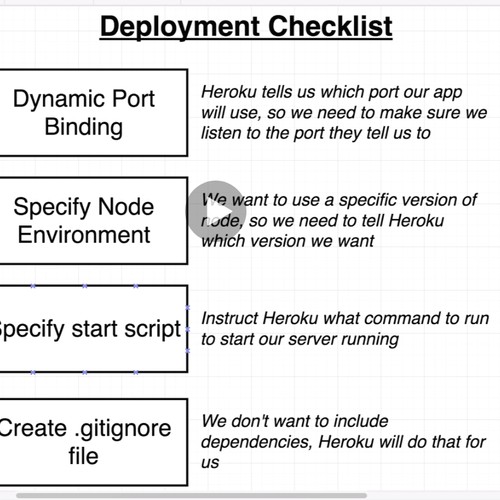 Deployment Checklist
Dynamic Port
Binding
Heroku tells us which port our app
will use, so we need to make sure we
listen to the port they tell us to
Specify Node
Environment
We want to use a specific version of
node, so we need to tell Heroku
which version we want
Specify start script
Instruct Heroku what command to run
to start our server running
Create .gitignore
file
We don't want to include
dependencies, Heroku will do that for
us